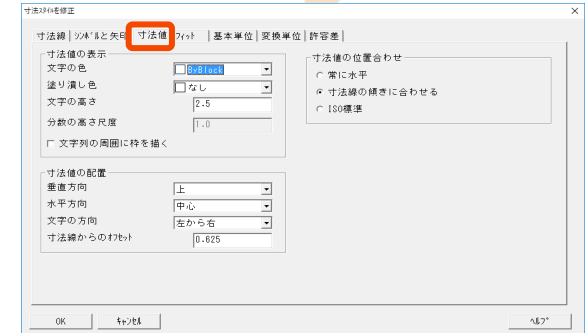 寸法ｽﾀｲﾙを修正
寸法線 ｼﾝﾎﾞﾙと矢印 寸法値 ﾌｨｯﾄ 基本単位 変換単位 許容差
寸法値の表示
文字の色 ByBlock
塗り潰し色 なし
文字の高さ 2.5
分数の高さ尺度 1.0
文字列の周囲に枠を描く
寸法値の配置
垂直方向 上
水平方向 中心
文字の方向 左から右
寸法線からのｵﾌｾｯﾄ 0.625
寸法値の位置合わせ
常に水平
寸法線の傾きに合わせる
ISO標準
OK ｷｬﾝｾﾙ ﾍﾙﾌﾟ